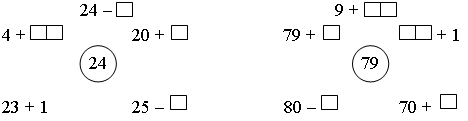 24 – □ 9 + □□
4 + □□ 20 + □ 79 + □ □□ + 1
24 79
23 + 1 25 – □ 80 – □ 70 + □